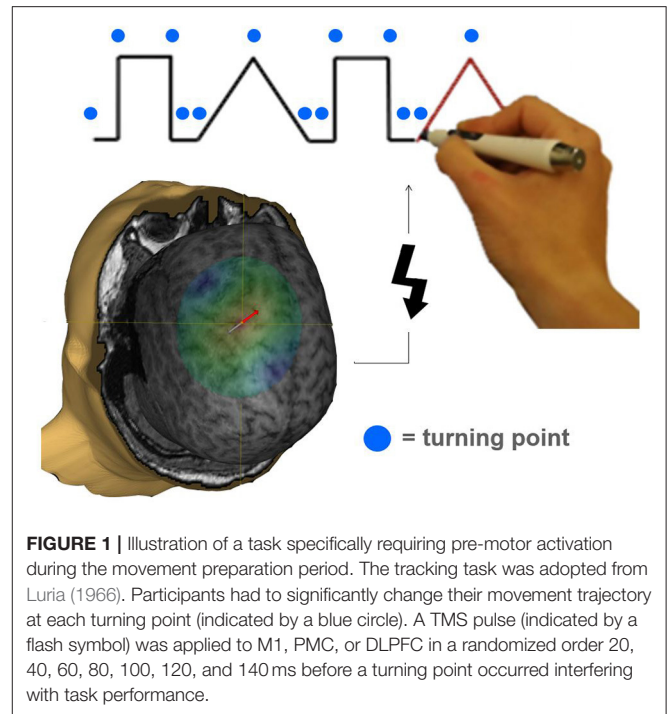 = turning point
FIGURE 1 | Illustration of a task specifically requiring pre-motor activation
during the movement preparation period. The tracking task was adopted from
Luria (1966). Participants had to significantly change their movement trajectory
at each turning point (indicated by a blue circle). A TMS pulse (indicated by a
flash symbol) was applied to M1, PMC, or DLPFC in a randomized order 20,
40, 60, 80, 100, 120, and 140 ms before a turning point occurred interfering
with task performance.